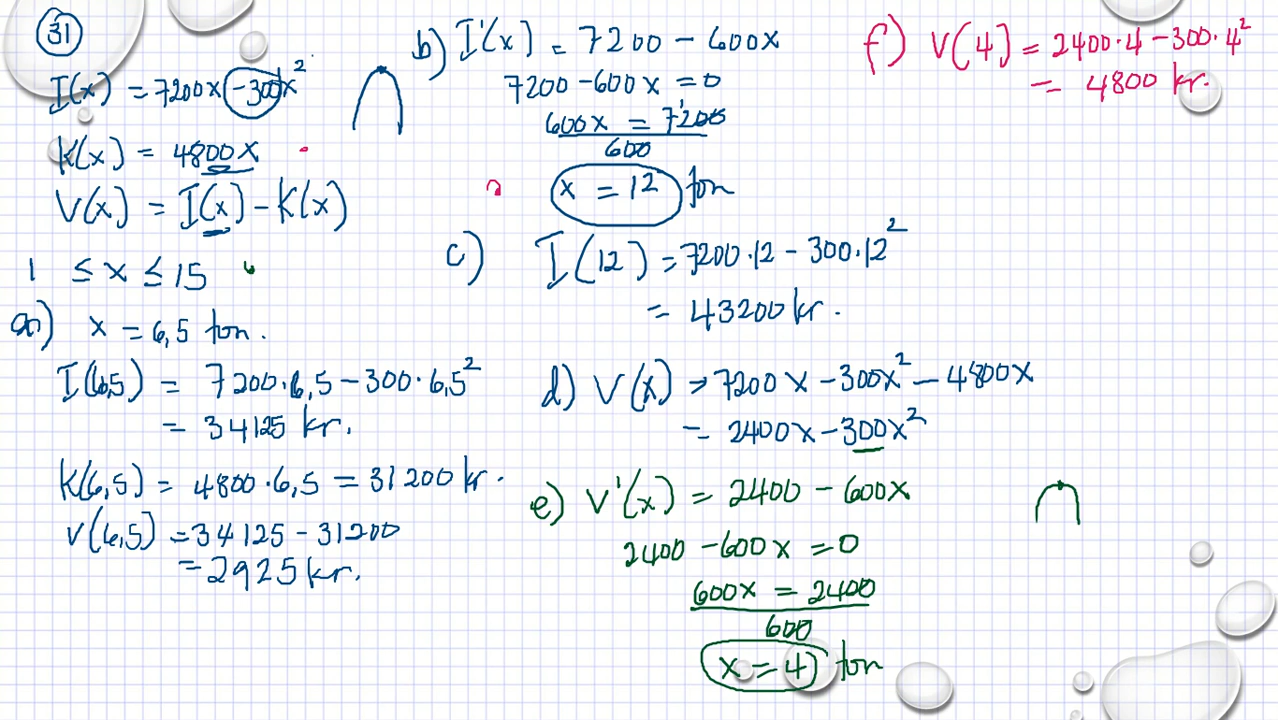 31
I(x) = 7200x - 300x²
K(x) = 4800x
V(x) = I(x) - K(x)
1 ≤ x ≤ 15
a) x = 6,5 ton.
I(6,5) = 7200·6,5 - 300·6,5²
= 34125 kr.
K(6,5) = 4800·6,5 = 31200 kr.
V(6,5) = 34125 - 31200
= 2925 kr.
b) I'(x) = 7200 - 600x
7200 - 600x = 0
600x = 7200
600
x = 12 ton
c) I(12) = 7200·12 - 300·12²
= 43200 kr.
d) V(x) = 7200x - 300x² - 4800x
= 2400x - 300x²
e) V'(x) = 2400 - 600x
2400 - 600x = 0
600x = 2400
600
x = 4 ton
f) V(4) = 2400·4 - 300·4²
= 4800 kr.